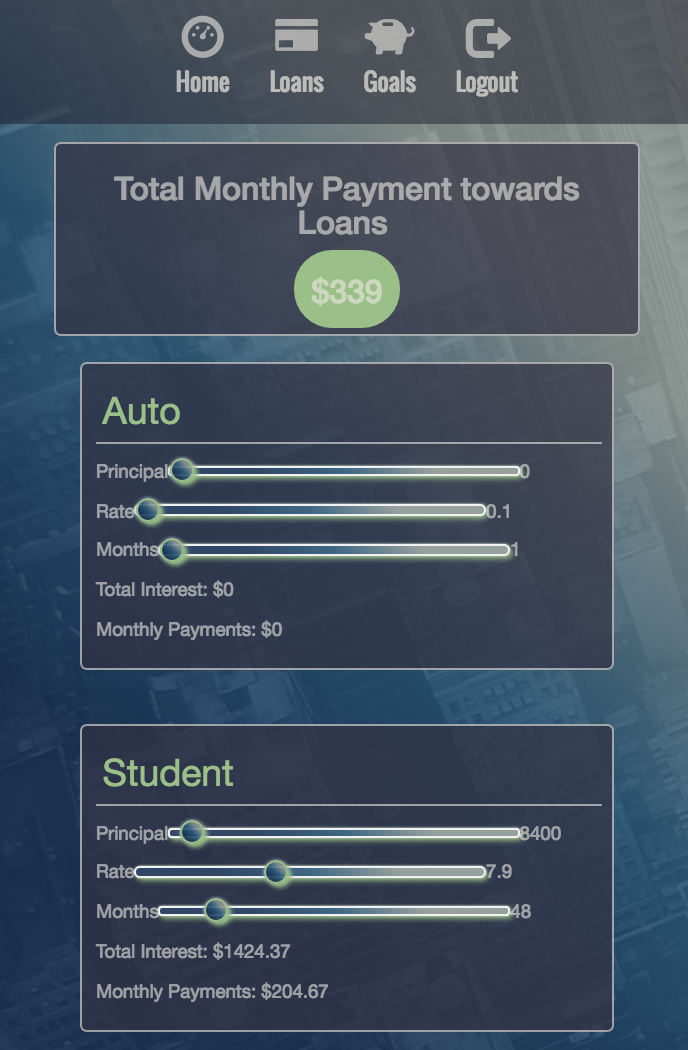 Home Loans Goals Logout
Total Monthly Payment towards
Loans
$339
Auto
Principal 0
Rate 0.1
Months 1
Total Interest: $0
Monthly Payments: $0
Student
Principal 8400
Rate 7.9
Months 48
Total Interest: $1424.37
Monthly Payments: $204.67